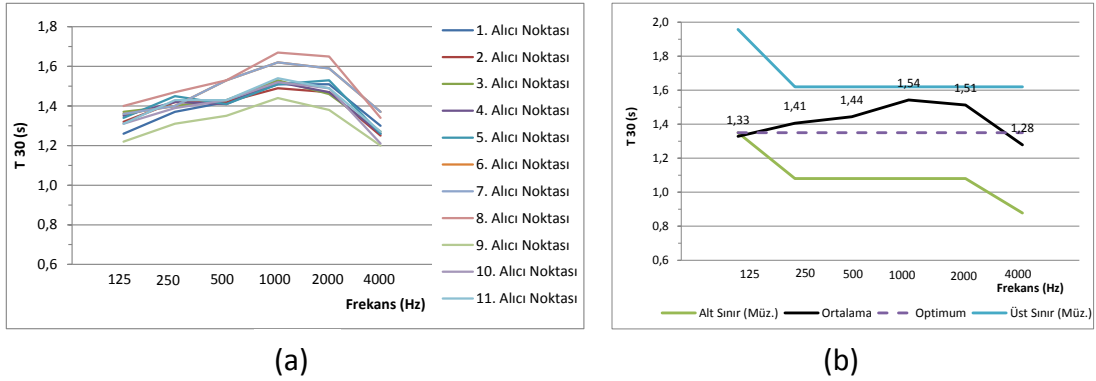 1,8
1,6
1,4
1,2
1,0
0,8
0,6
T 30 (s)
125 250 500 1000 2000 4000
Frekans (Hz)
1. Alıcı Noktası
2. Alıcı Noktası
3. Alıcı Noktası
4. Alıcı Noktası
5. Alıcı Noktası
6. Alıcı Noktası
7. Alıcı Noktası
8. Alıcı Noktası
9. Alıcı Noktası
10. Alıcı Noktası
11. Alıcı Noktası
(a)
2,0
1,8
1,6
1,4
1,2
1,0
0,8
0,6
T 30 (s)
1,33 1,41 1,44 1,54 1,51 1,28
125 250 500 1000 2000 4000
Frekans (Hz)
Alt Sınır (Müz.) Ortalama Optimum Üst Sınır (Müz.)
(b)